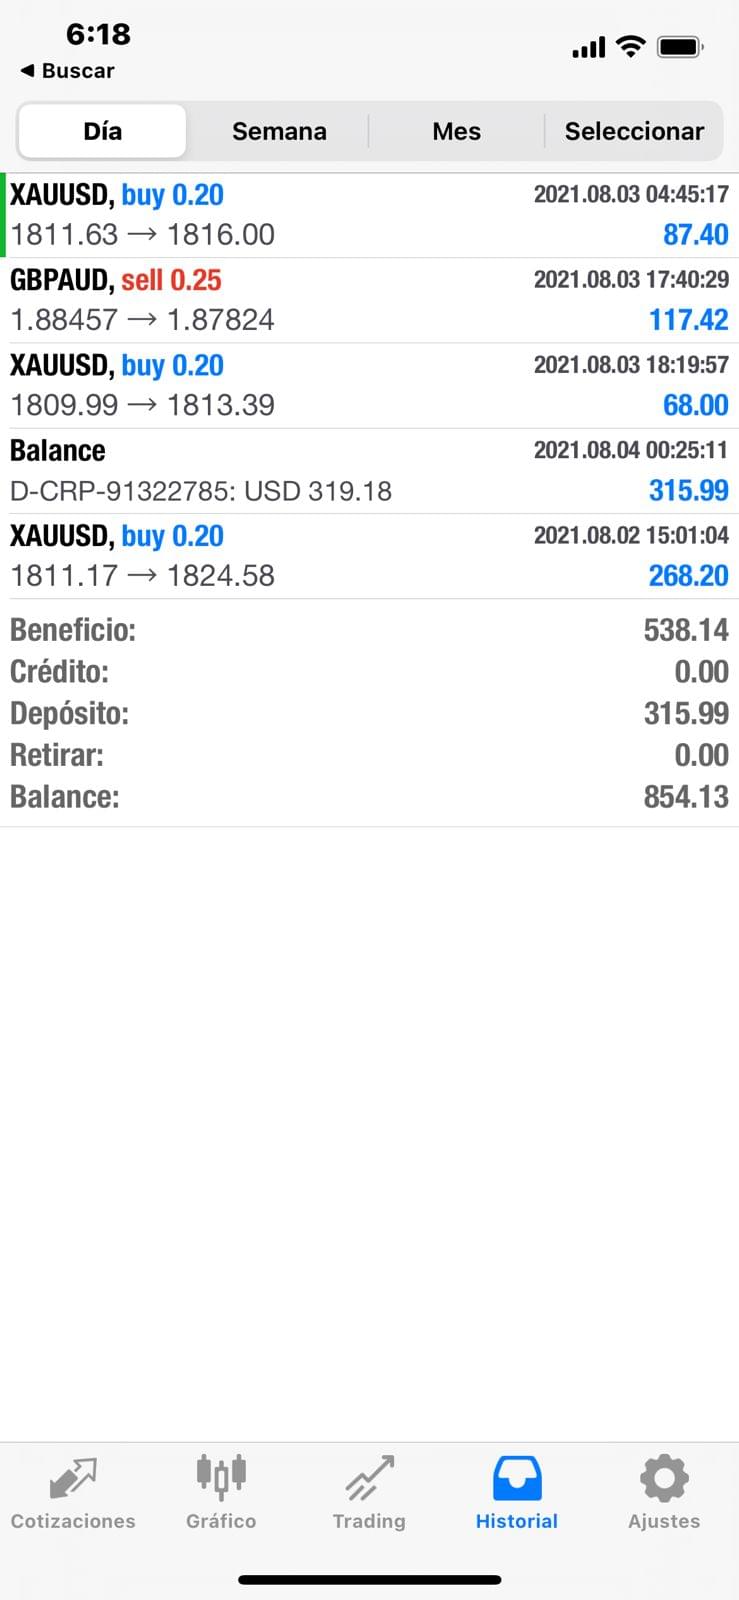 6:18
◀ Buscar
Día Semana Mes Seleccionar
XAUUSD, buy 0.20 2021.08.03 04:45:17
1811.63 → 1816.00 87.40
GBPAUD, sell 0.25 2021.08.03 17:40:29
1.88457 → 1.87824 117.42
XAUUSD, buy 0.20 2021.08.03 18:19:57
1809.99 → 1813.39 68.00
Balance 2021.08.04 00:25:11
D-CRP-91322785: USD 319.18 315.99
XAUUSD, buy 0.20 2021.08.02 15:01:04
1811.17 → 1824.58 268.20
Beneficio: 538.14
Crédito: 0.00
Depósito: 315.99
Retirar: 0.00
Balance: 854.13
Cotizaciones Gráfico Trading Historial Ajustes